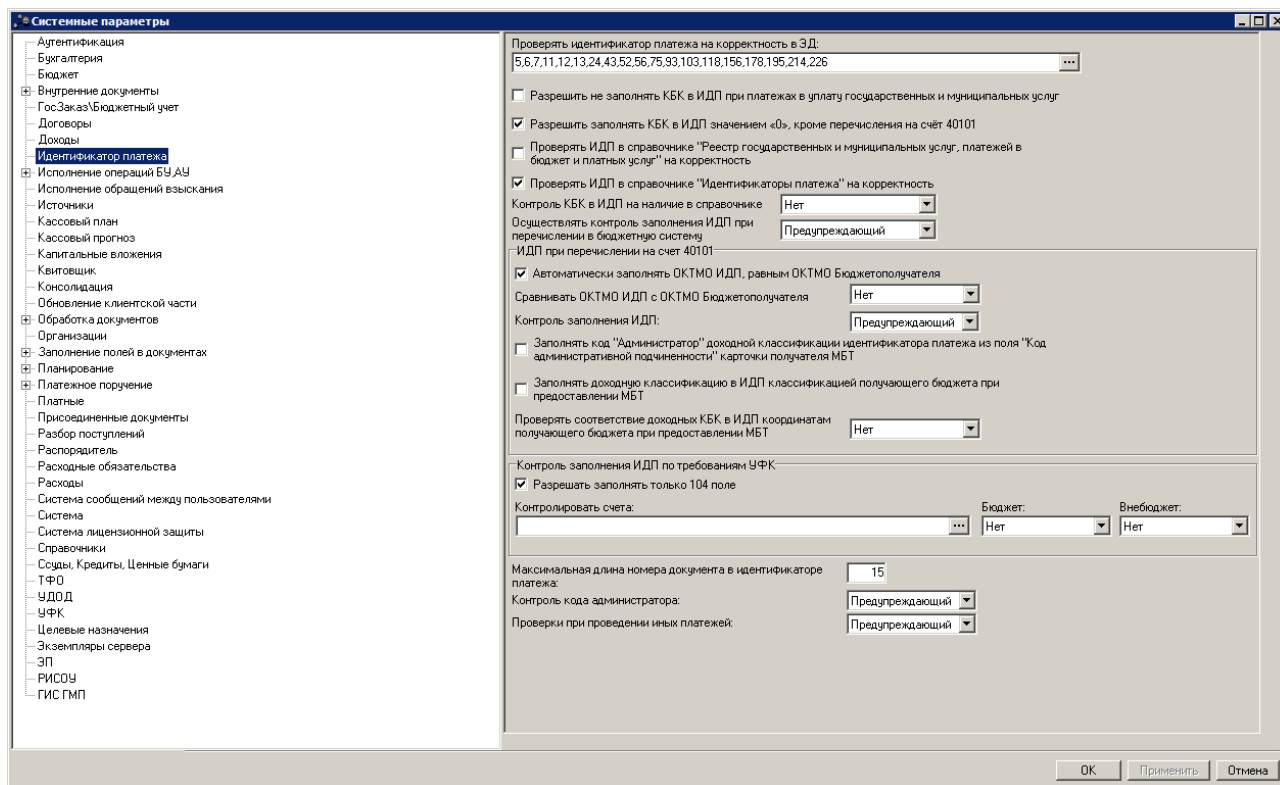 Системные параметры
Аутентификация
Бухгалтерия
Бюджет
Внутренние документы
ГосЗаказ\Бюджетный учет
Договоры
Доходы
Идентификатор платежа
Исполнение операций БУ,АУ
Исполнение обращений взыскания
Источники
Кассовый план
Кассовый прогноз
Капитальные вложения
Квитовщик
Консолидация
Обновление клиентской части
Обработка документов
Организации
Заполнение полей в документах
Планирование
Платежное поручение
Платные
Присоединенные документы
Разбор поступлений
Распорядитель
Расходные обязательства
Расходы
Система сообщений между пользователями
Система
Система лицензионной защиты
Справочники
Ссуды, Кредиты, Ценные бумаги
ТФО
УДОД
УФК
Целевые назначения
Экземпляры сервера
ЭП
РИСОУ
ГИС ГМП
Проверять идентификатор платежа на корректность в ЭД:
5,6,7,11,12,13,24,43,52,56,75,93,103,118,156,178,195,214,226
Разрешить не заполнять КБК в ИДП при платежах в уплату государственных и муниципальных услуг
Разрешить заполнять КБК в ИДП значением «0», кроме перечисления на счёт 40101
Проверять ИДП в справочнике "Реестр государственных и муниципальных услуг, платежей в
бюджет и платных услуг" на корректность
Проверять ИДП в справочнике "Идентификаторы платежа" на корректность
Контроль КБК в ИДП на наличие в справочнике Нет
Осуществлять контроль заполнения ИДП при
перечислении в бюджетную систему Предупреждающий
ИДП при перечислении на счет 40101
Автоматически заполнять ОКТМО ИДП, равным ОКТМО Бюджетополучателя
Сравнивать ОКТМО ИДП с ОКТМО Бюджетополучателя Нет
Контроль заполнения ИДП: Предупреждающий
Заполнять код "Администратор" доходной классификации идентификатора платежа из поля "Код
административной подчиненности" карточки получателя МБТ
Заполнять доходную классификацию в ИДП классификацией получающего бюджета при
предоставлении МБТ
Проверять соответствие доходных КБК в ИДП координатам
получающего бюджета при предоставлении МБТ Нет
Контроль заполнения ИДП по требованиям УФК
Разрешать заполнять только 104 поле
Контролировать счета: Бюджет: Внебюджет:
... Нет Нет
Максимальная длина номера документа в идентификаторе
платежа: 15
Контроль кода администратора: Предупреждающий
Проверки при проведении иных платежей: Предупреждающий
OK Применить Отмена